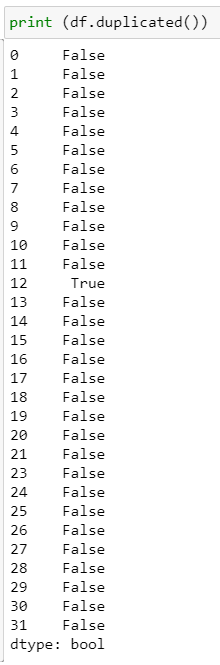 print (df.duplicated())
0     False
1     False
2     False
3     False
4     False
5     False
6     False
7     False
8     False
9     False
10    False
11    False
12     True
13    False
14    False
15    False
16    False
17    False
18    False
19    False
20    False
21    False
23    False
24    False
25    False
26    False
27    False
28    False
29    False
30    False
31    False
dtype: bool